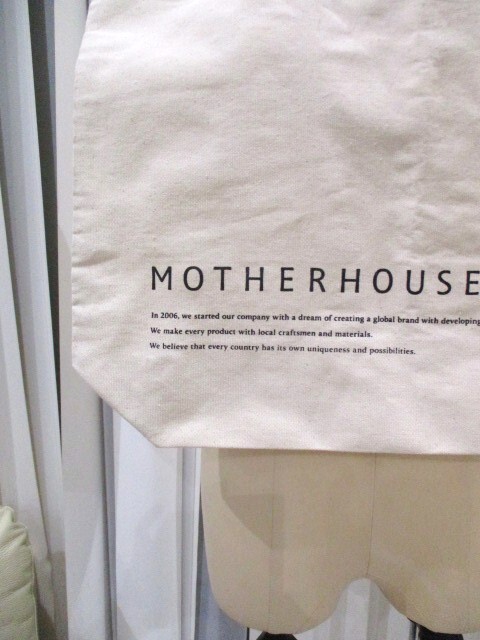 MOTHERHOUSE
In 2006, we started our company with a dream of creating a global brand with developing
We make every product with local craftsmen and materials.
We believe that every country has its own uniqueness and possibilities.